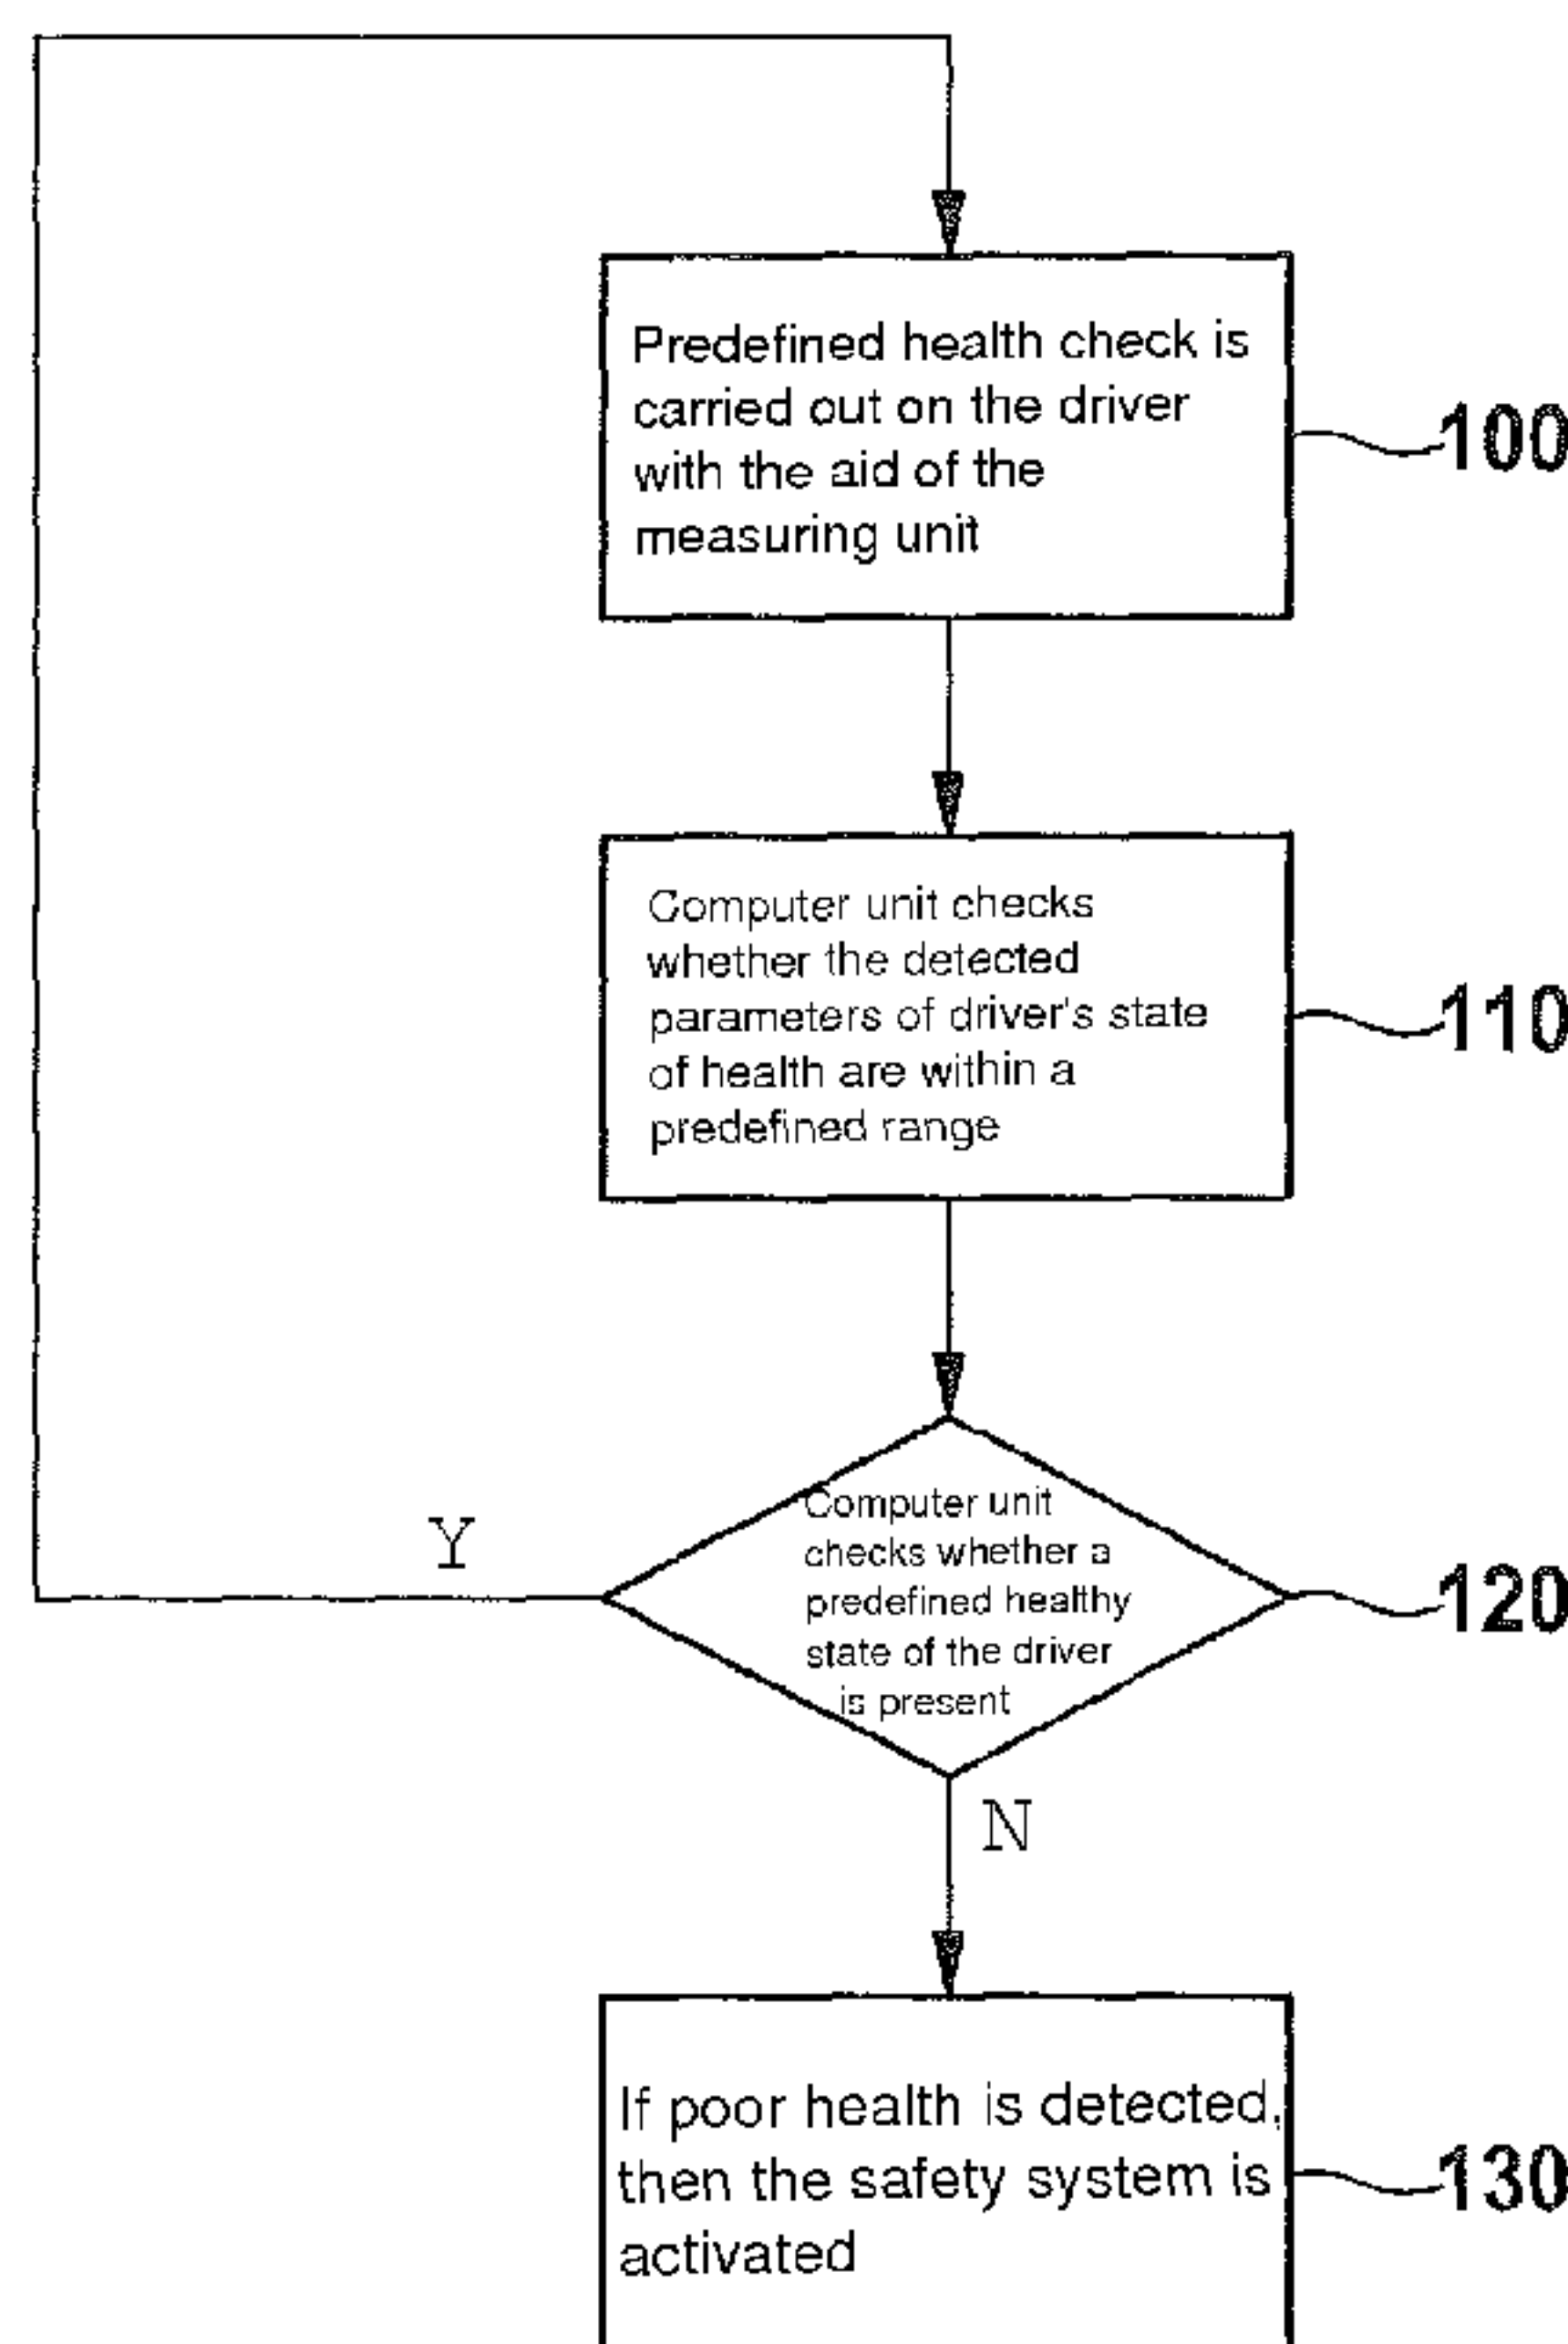 Predefined health check is
carried out on the driver
with the aid of the
measuring unit
100
Computer unit checks
whether the detected
parameters of driver's state
of health are within a
predefined range
110
Computer unit
checks whether a
predefined healthy
state of the driver
is present
120
Y
N
If poor health is detected,
then the safety system is
activated
130